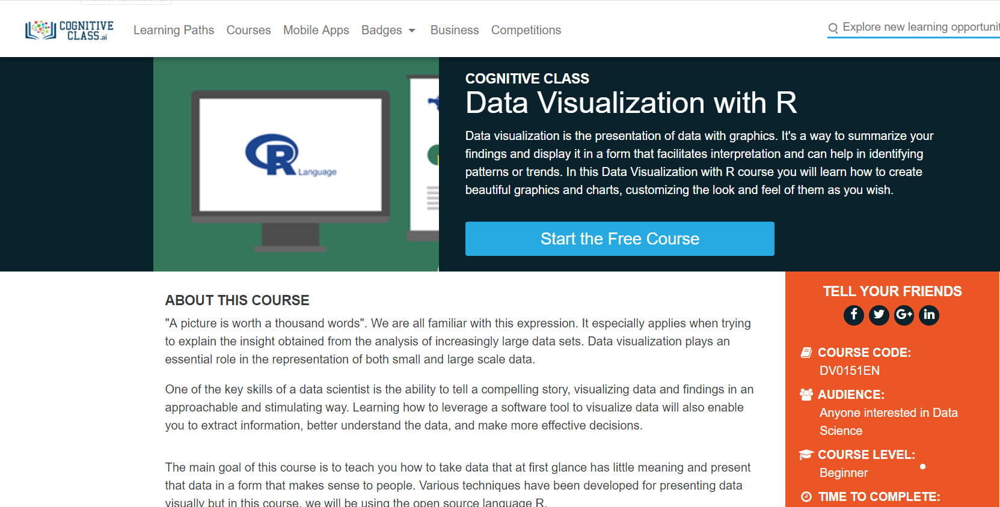 COGNITIVE
CLASS.ai
Learning Paths Courses Mobile Apps Badges Business Competitions
Explore new learning opportunit
Language
COGNITIVE CLASS
Data Visualization with R
Data visualization is the presentation of data with graphics. It's a way to summarize your
findings and display it in a form that facilitates interpretation and can help in identifying
patterns or trends. In this Data Visualization with R course you will learn how to create
beautiful graphics and charts, customizing the look and feel of them as you wish.
Start the Free Course
ABOUT THIS COURSE
"A picture is worth a thousand words". We are all familiar with this expression. It especially applies when trying
to explain the insight obtained from the analysis of increasingly large data sets. Data visualization plays an
essential role in the representation of both small and large scale data.
One of the key skills of a data scientist is the ability to tell a compelling story, visualizing data and findings in an
approachable and stimulating way. Learning how to leverage a software tool to visualize data will also enable
you to extract information, better understand the data, and make more effective decisions.
The main goal of this course is to teach you how to take data that at first glance has little meaning and present
that data in a form that makes sense to people. Various techniques have been developed for presenting data
visually but in this course, we will be using the open source language R.
TELL YOUR FRIENDS
COURSE CODE:
DV0151EN
AUDIENCE:
Anyone interested in Data
Science
COURSE LEVEL:
Beginner
TIME TO COMPLETE: